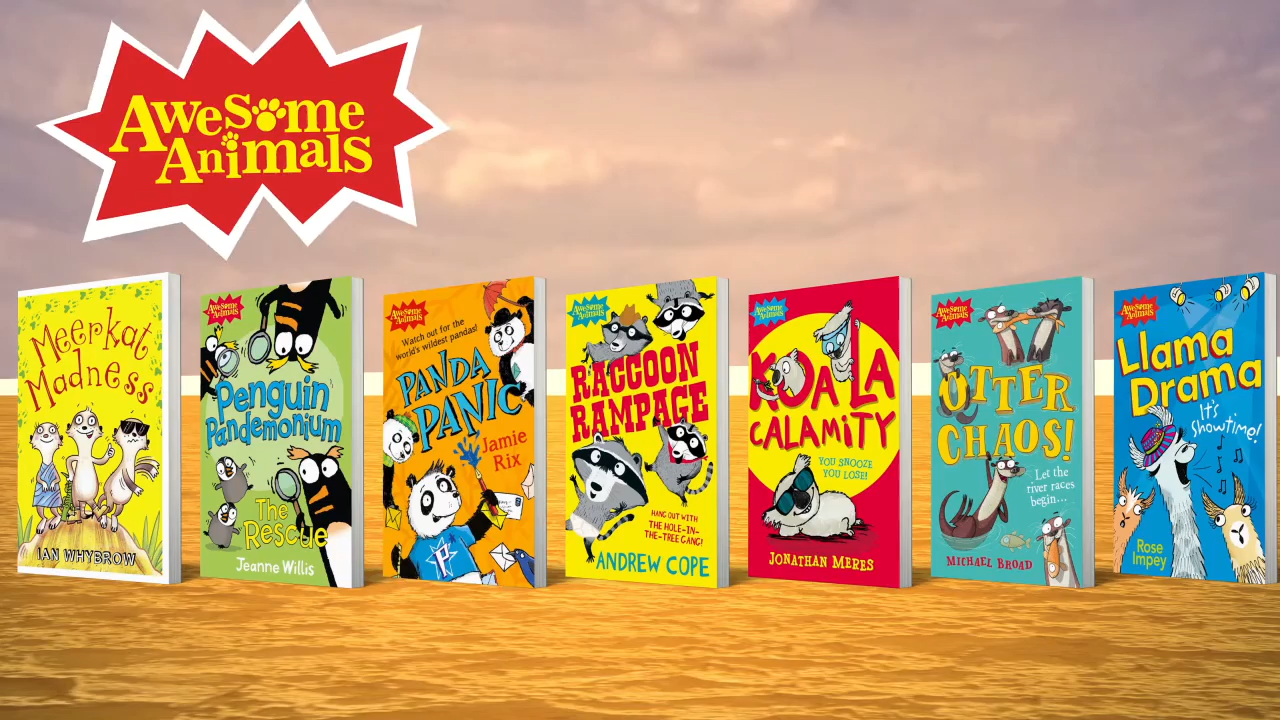 AWeSome
Animals
Meerkat
Madness
IAN WHYBROW
AWeSome
Animals
Penguin
Pandemonium
The
Rescue
Jeanne Willis
AWeSome
Animals
Watch out for the
world's wildest pandas!
PANDA
PANIC
Jamie
Rix
AWeSome
Animals
RACCOON
RAMPAGE
HANG OUT WITH
THE HOLE-IN-
THE-TREE GANG!
ANDREW COPE
AWeSome
Animals
KOALA
CALAMiTY
YOU SNOOZE
YOU LOSE!
JONATHAN MERES
AWeSome
Animals
OTTER
CHAOS!
Let the
river races
begin...
MICHAEL BROAD
AWeSome
Animals
Llama
Drama
It's
Showtime!
Rose
Impey